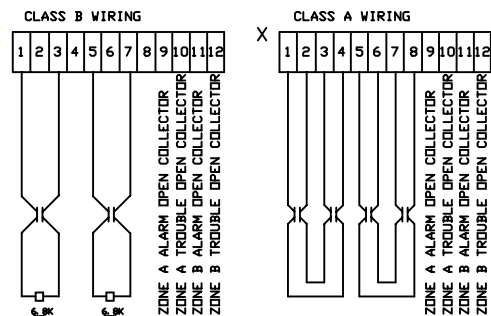 CLASS B WIRING
1 2 3 4 5 6 7 8 9 10 11 12
ZONE A ALARM OPEN COLLECTOR
ZONE A TROUBLE OPEN COLLECTOR
ZONE B ALARM OPEN COLLECTOR
ZONE B TROUBLE OPEN COLLECTOR
6.8K 6.8K
X
CLASS A WIRING
1 2 3 4 5 6 7 8 9 10 11 12
ZONE A ALARM OPEN COLLECTOR
ZONE A TROUBLE OPEN COLLECTOR
ZONE B ALARM OPEN COLLECTOR
ZONE B TROUBLE OPEN COLLECTOR